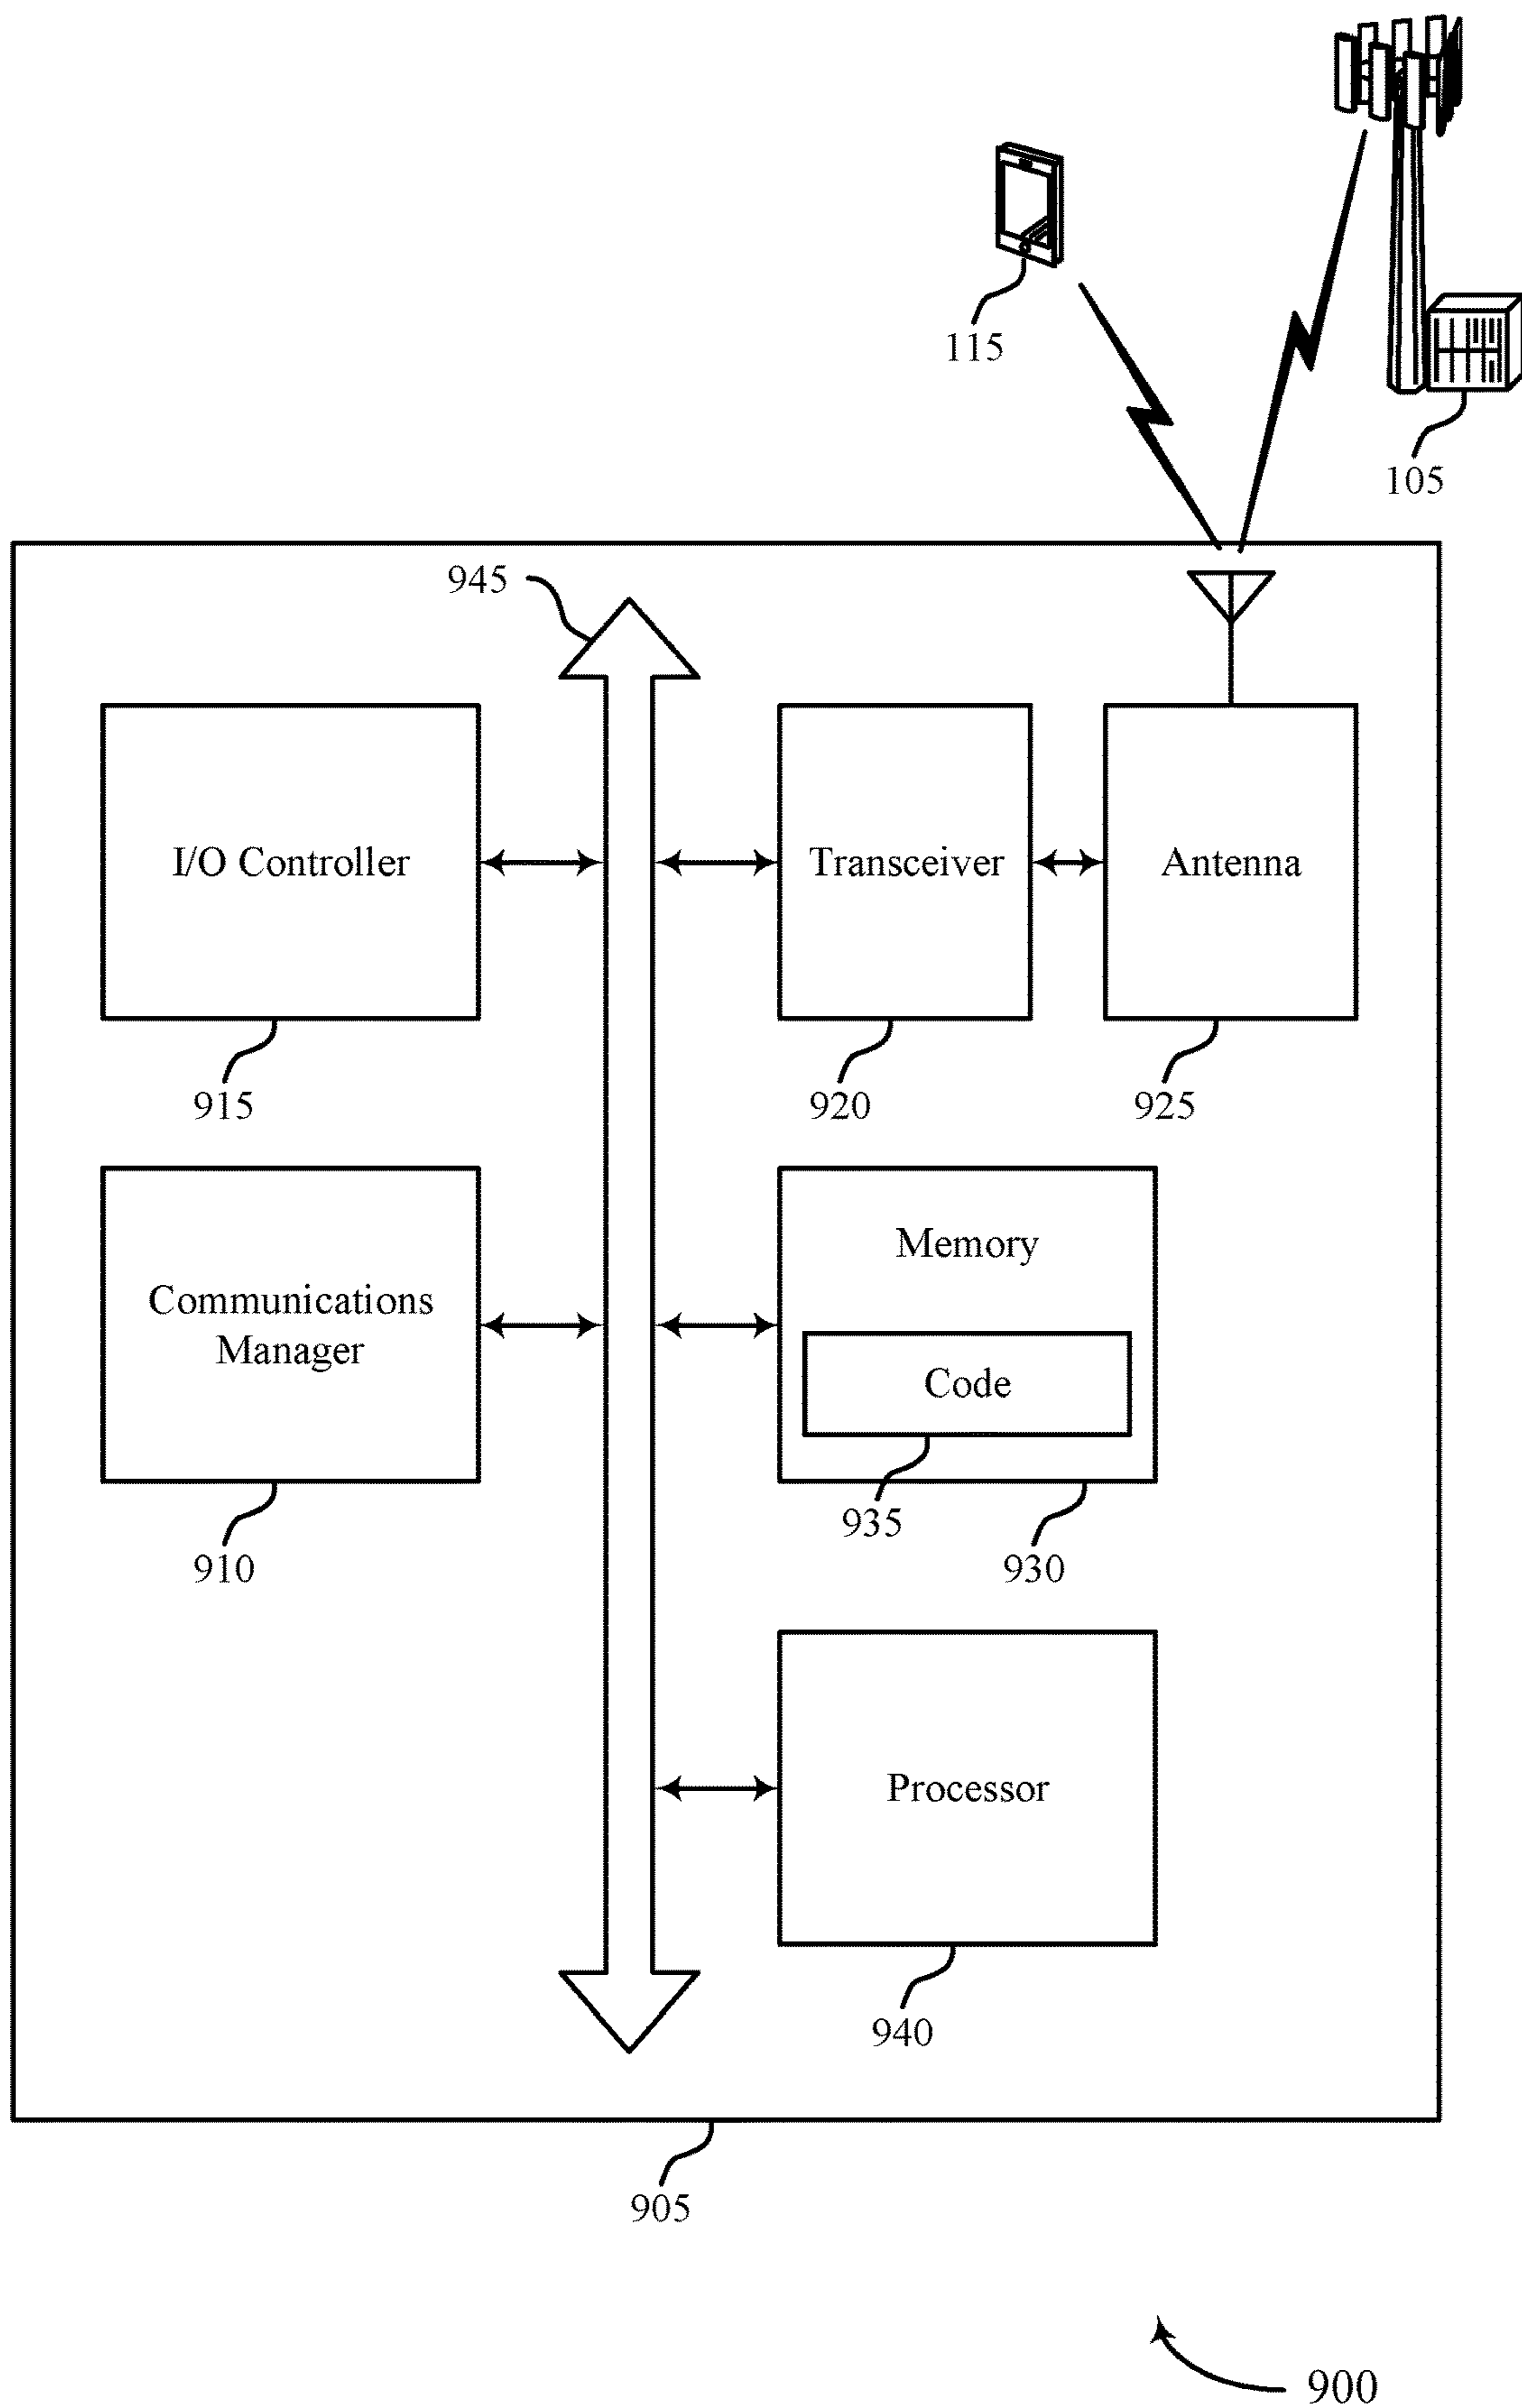 115
105
945
I/O Controller
Transceiver
Antenna
915
920
925
Communications
Manager
Memory
Code
935
910
930
Processor
940
905
900